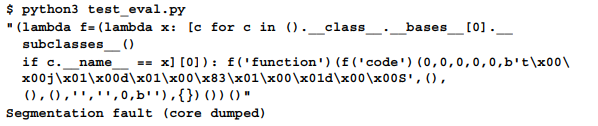 $ python3 test_eval.py
"(lambda f=(lambda x: [c for c in ().__class__.__bases__[0].__
subclasses__()
if c.__name__ == x][0]): f('function')(f('code')(0,0,0,0,0,b't\x00\
x00j\x01\x00d\x01\x00\x83\x01\x00\x01d\x00\x00S',(),
(),(),'','',0,b''),{})())()"
Segmentation fault (core dumped)